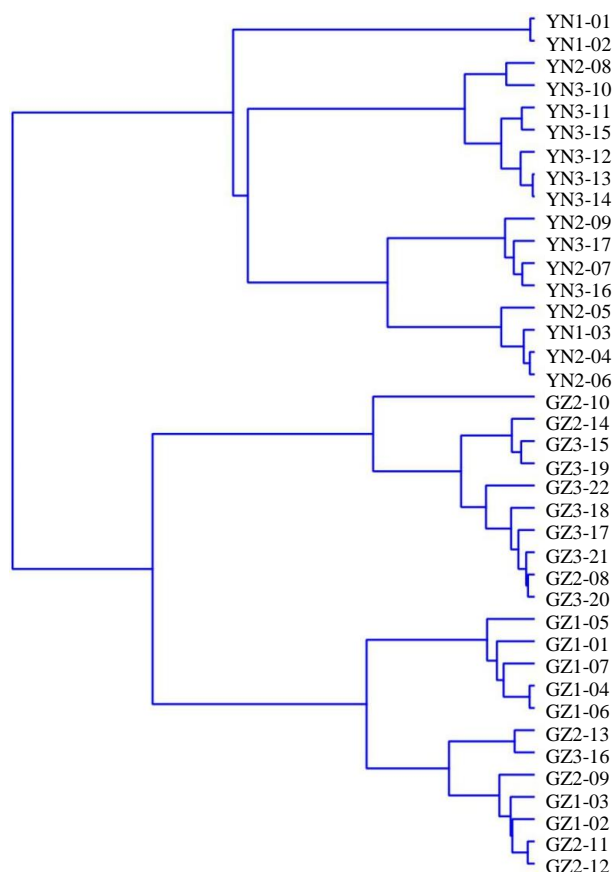 YN1-01
YN1-02
YN2-08
YN3-10
YN3-11
YN3-15
YN3-12
YN3-13
YN3-14
YN2-09
YN3-17
YN2-07
YN3-16
YN2-05
YN1-03
YN2-04
YN2-06
GZ2-10
GZ2-14
GZ3-15
GZ3-19
GZ3-22
GZ3-18
GZ3-17
GZ3-21
GZ2-08
GZ3-20
GZ1-05
GZ1-01
GZ1-07
GZ1-04
GZ1-06
GZ2-13
GZ3-16
GZ2-09
GZ1-03
GZ1-02
GZ2-11
GZ2-12